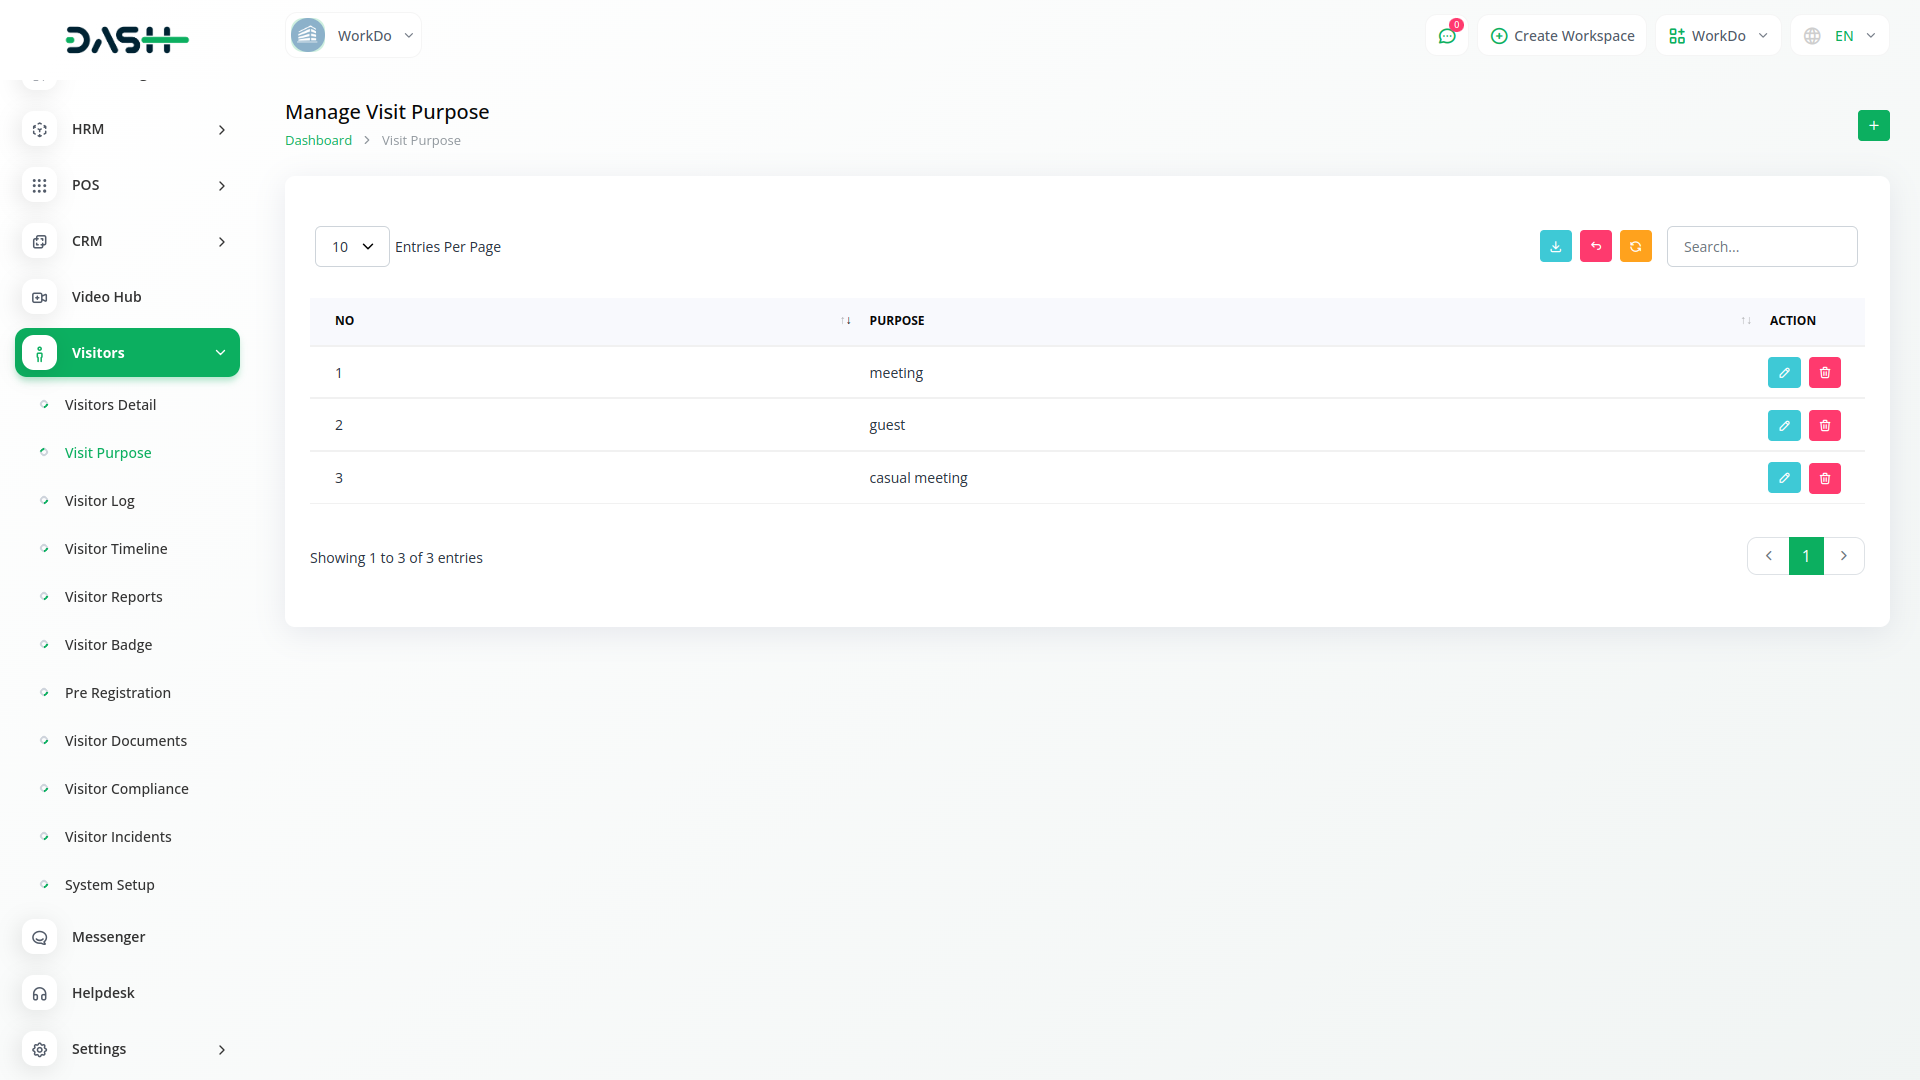 DASH
WorkDo
0
Create Workspace
WorkDo
EN
HRM
POS
CRM
Video Hub
Visitors
Visitors Detail
Visit Purpose
Visitor Log
Visitor Timeline
Visitor Reports
Visitor Badge
Pre Registration
Visitor Documents
Visitor Compliance
Visitor Incidents
System Setup
Messenger
Helpdesk
Settings
Manage Visit Purpose
Dashboard > Visit Purpose
10 Entries Per Page
Search...
NO PURPOSE ACTION
1 meeting
2 guest
3 casual meeting
Showing 1 to 3 of 3 entries
1